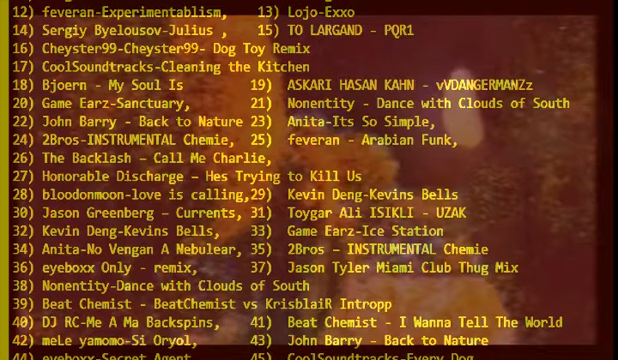 12) feveran-Experimentablism, 13) Lojo-Exxo
14) Sergiy Byelousov-Julius , 15) TO LARGAND - PQR1
16) Cheyster99-Cheyster99- Dog Toy Remix
17) CoolSoundtracks-Cleaning the Kitchen
18) Bjoern - My Soul Is 19) ASKARI HASAN KAHN - vVDANGERMANZz
20) Game Earz-Sanctuary, 21) Nonentity - Dance with Clouds of South
22) John Barry - Back to Nature 23) Anita-Its So Simple,
24) 2Bros-INSTRUMENTAL Chemie, 25) feveran - Arabian Funk,
26) The Backlash – Call Me Charlie,
27) Honorable Discharge – Hes Trying to Kill Us
28) bloodonmoon-love is calling,29) Kevin Deng-Kevins Bells
30) Jason Greenberg – Currents, 31) Toygar Ali ISIKLI - UZAK
32) Kevin Deng-Kevins Bells, 33) Game Earz-Ice Station
34) Anita-No Vengan A Nebulear, 35) 2Bros – INSTRUMENTAL Chemie
36) eyeboxx Only - remix, 37) Jason Tyler Miami Club Thug Mix
38) Nonentity-Dance with Clouds of South
39) Beat Chemist - BeatChemist vs KrisblaiR Intropp
40) DJ RC-Me A Ma Backspins, 41) Beat Chemist - I Wanna Tell The World
42) meLe yamomo-Si Oryol, 43) John Barry - Back to Nature
44) eyeboxx-Secret Agent 45) CoolSoundtracks-Every Dog